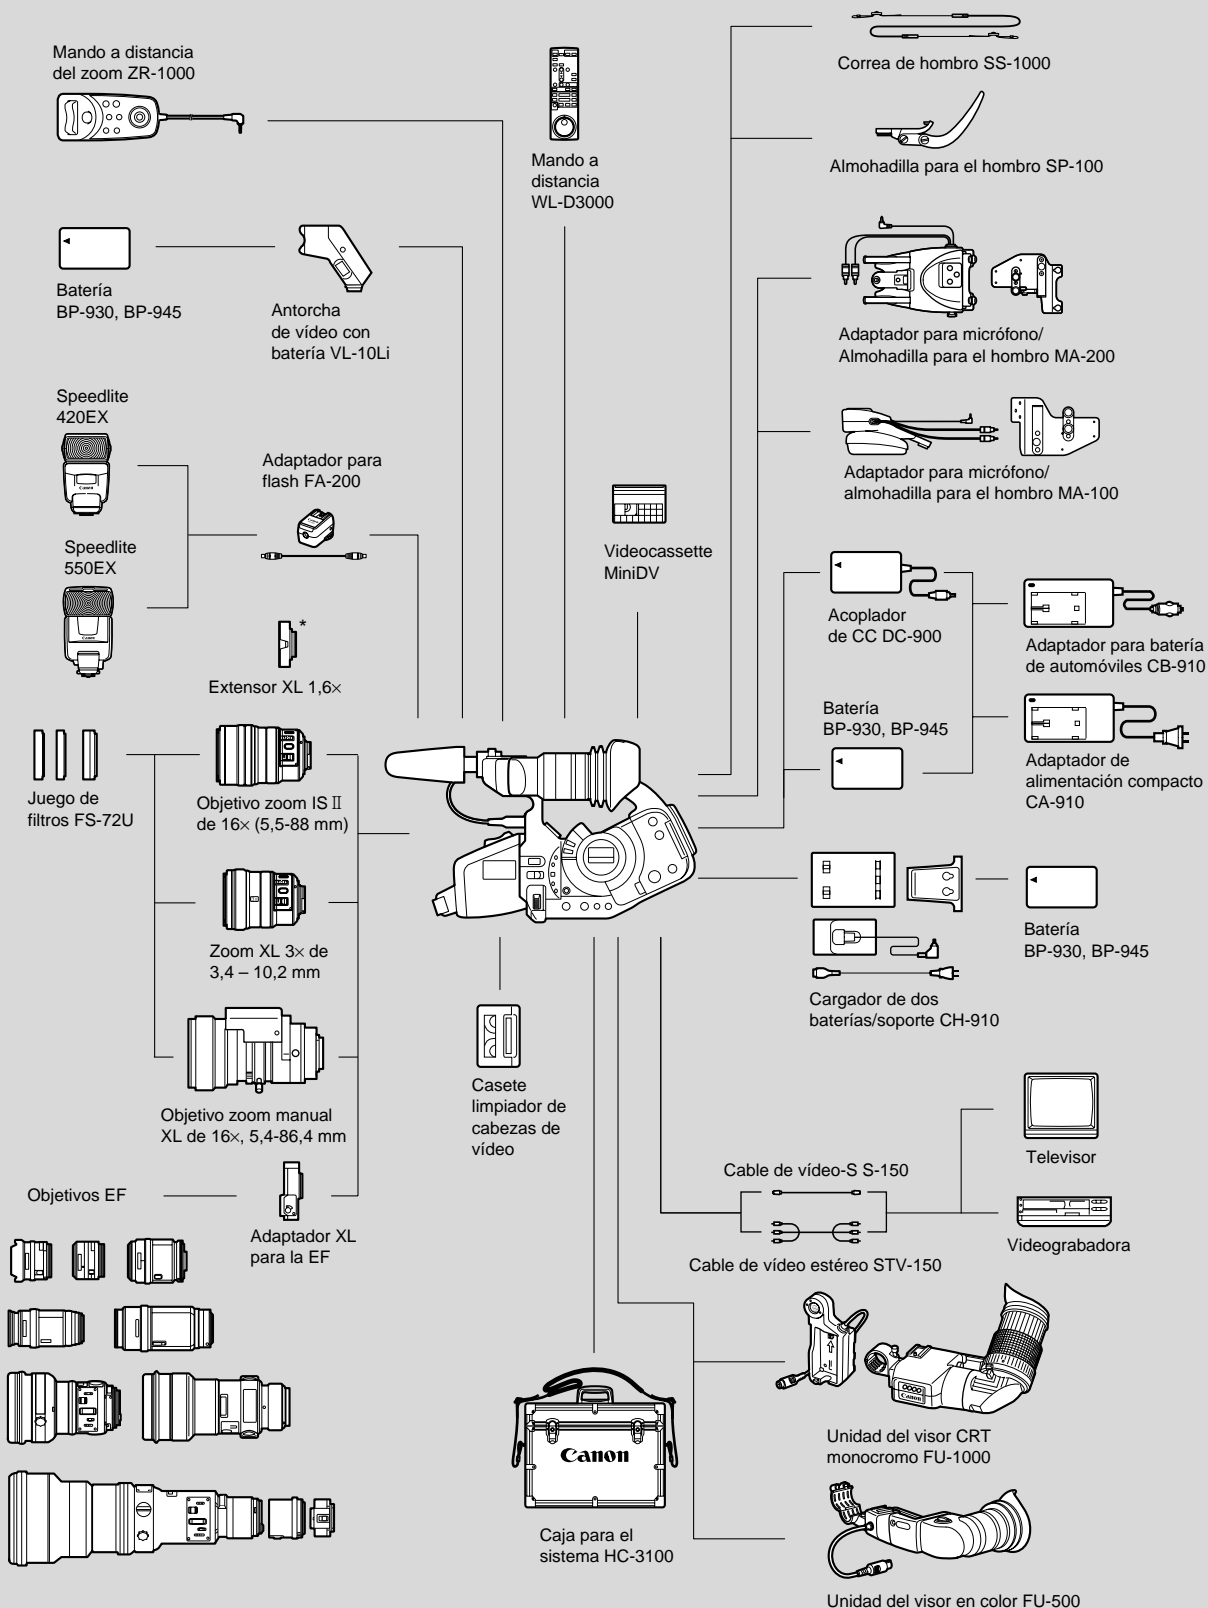 Mando a distancia
del zoom ZR-1000
Mando a
distancia
WL-D3000
Correa de hombro SS-1000
Almohadilla para el hombro SP-100
Batería
BP-930, BP-945
Antorcha
de vídeo con
batería VL-10Li
Adaptador para micrófono/
Almohadilla para el hombro MA-200
Speedlite
420EX
Canon
Adaptador para
flash FA-200
Speedlite
550EX
Canon
Videocassette
MiniDV
Adaptador para micrófono/
almohadilla para el hombro MA-100
Acoplador
de CC DC-900
Adaptador para batería
de automóviles CB-910
*
Extensor XL 1,6×
Batería
BP-930, BP-945
Adaptador de
alimentación compacto
CA-910
Juego de
filtros FS-72U
Objetivo zoom IS II
de 16× (5,5-88 mm)
Zoom XL 3× de
3,4 – 10,2 mm
Batería
BP-930, BP-945
Cargador de dos
baterías/soporte CH-910
Objetivo zoom manual
XL de 16×, 5,4-86,4 mm
Casete
limpiador de
cabezas de
vídeo
Objetivos EF
Adaptador XL
para la EF
Cable de vídeo-S S-150
Cable de vídeo estéreo STV-150
Televisor
Videograbadora
Canon
Caja para el
sistema HC-3100
Canon
Unidad del visor CRT
monocromo FU-1000
Unidad del visor en color FU-500